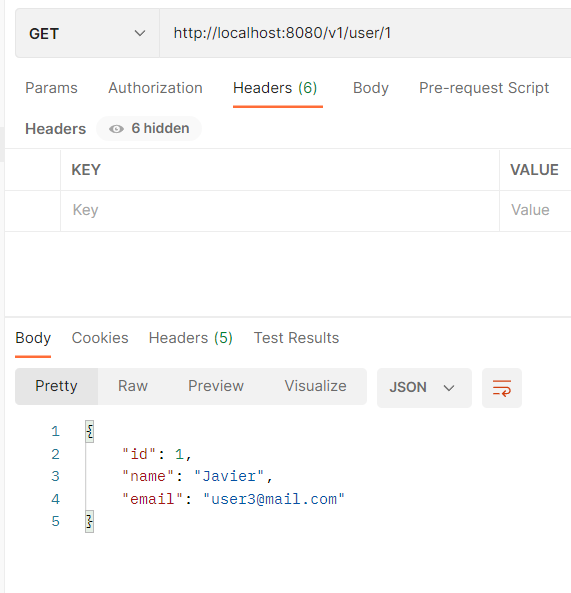 GET http://localhost:8080/v1/user/1
Params Authorization Headers (6) Body Pre-request Script
Headers 6 hidden
KEY VALUE
Key Value
Body Cookies Headers (5) Test Results
Pretty Raw Preview Visualize JSON
1 {
2 "id": 1,
3 "name": "Javier",
4 "email": "user3@mail.com"
5 }